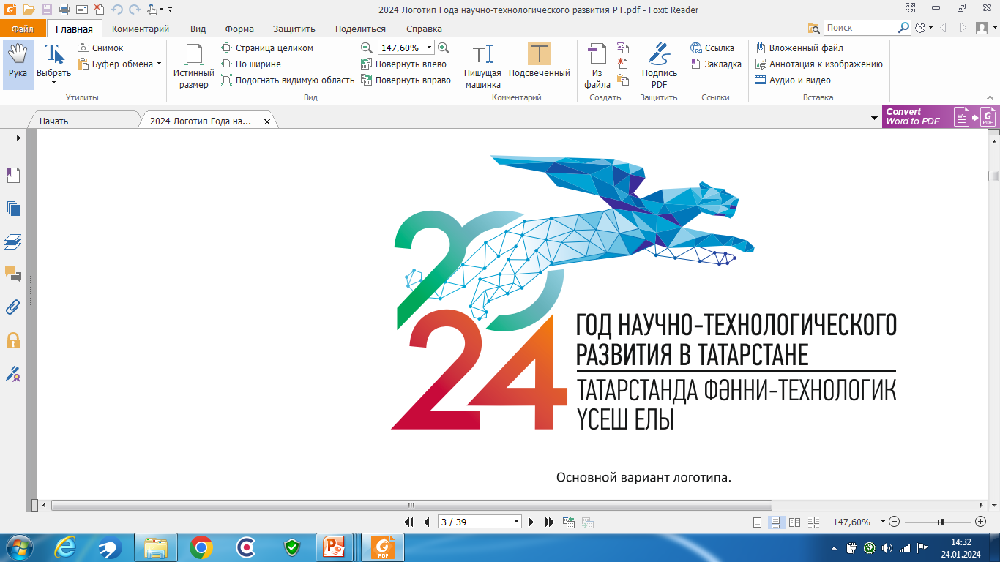 2024 Логотип Года научно-технологического развития РТ.pdf - Foxit Reader
Файл
Главная
Комментарий
Вид
Форма
Защитить
Поделиться
Справка
Поиск
Рука
Выбрать
Снимок
Буфер обмена
Утилиты
Истинный
размер
Страница целиком
По ширине
Подогнать видимую область
147,60%
Повернуть влево
Повернуть вправо
Вид
Пишущая
машинка
Подсвеченный
Комментарий
Из
файла
Создать
Подпись
PDF
Защитить
Ссылка
Закладка
Ссылки
Вложенный файл
Аннотация к изображению
Аудио и видео
Вставка
Начать
2024 Логотип Года на...
Convert
Word to PDF
2024
ГОД НАУЧНО-ТЕХНОЛОГИЧЕСКОГО
РАЗВИТИЯ В ТАТАРСТАНЕ
ТАТАРСТАНДА ФӘННИ-ТЕХНОЛОГИК
ҮСЕШ ЕЛЫ
Основной вариант логотипа.
3 / 39
147,60%
14:32
24.01.2024